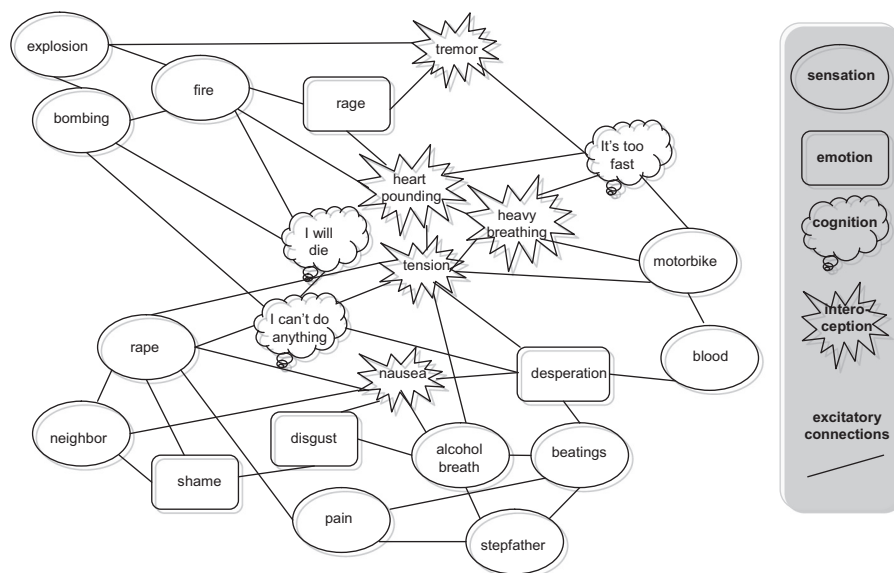 explosion
tremor
sensation
fire
rage
bombing
It's too
fast
emotion
heart
pounding
heavy
breathing
I will
die
cognition
tension
motorbike
I can't do
anything
intero-
ception
rape
blood
nausea
desperation
neighbor
disgust
alcohol
breath
beatings
excitatory
connections
shame
pain
stepfather